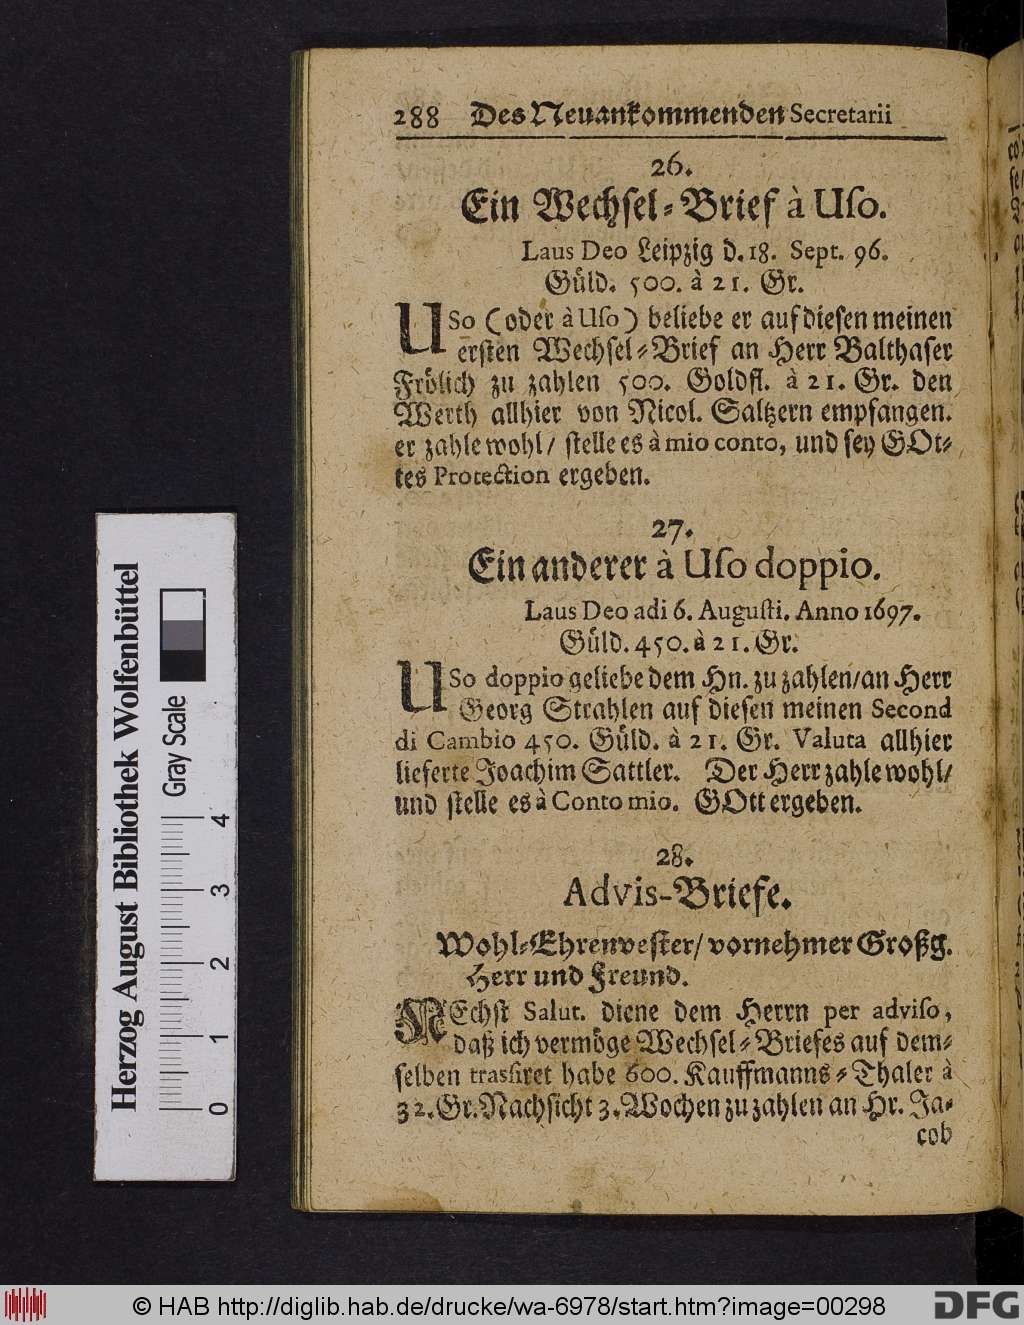 288 Des Neuankommenden Secretarii
26.
Ein Wechsel-Brief à Uso.
Laus Deo Leipzig d. 18. Sept. 96.
Güld. 500. à 21. Gr.
USo (oder à Uso) beliebe er auf diesen meinen
ersten Wechsel-Brief an Herr Balthaser
Frölich zu zahlen 500. Goldfl. à 21. Gr. den
Werth allhier von Nicol. Saltzern empfangen.
er zahle wohl/ stelle es à mio conto, und sey GOt-
tes Protection ergeben.
27.
Ein anderer à Uso doppio.
Laus Deo adi 6. Augusti. Anno 1697.
Güld. 450. à 21. Gr.
USo doppio geliebe dem Hn. zu zahlen/an Herr
Georg Strahlen auf diesen meinen Second
di Cambio 450. Güld. à 21. Gr. Valuta allhier
lieferte Joachim Sattler. Der Herr zahle wohl/
und stelle es à Conto mio. GOtt ergeben.
28.
Advis-Briefe.
Wohl-Ehrenvester/ vornehmer Großg.
Herr und Freund.
NEchst Salut. diene dem Herrn per adviso,
daß ich vermöge Wechsel-Briefes auf dem-
selben trassiret habe 600. Kauffmanns-Thaler à
32. Gr. Nachsicht 3. Wochen zu zahlen an Hr. Ja-
cob
Herzog August Bibliothek Wolfenbüttel
Gray Scale
0 1 2 3 4
© HAB http://diglib.hab.de/drucke/wa-6978/start.htm?image=00298
DFG